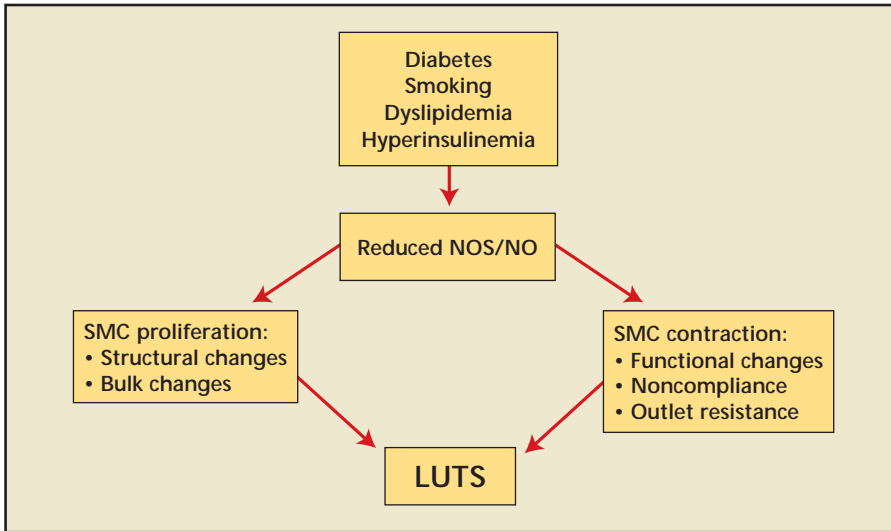 Diabetes
Smoking
Dyslipidemia
Hyperinsulinemia
Reduced NOS/NO
SMC proliferation:
• Structural changes
• Bulk changes
SMC contraction:
• Functional changes
• Noncompliance
• Outlet resistance
LUTS